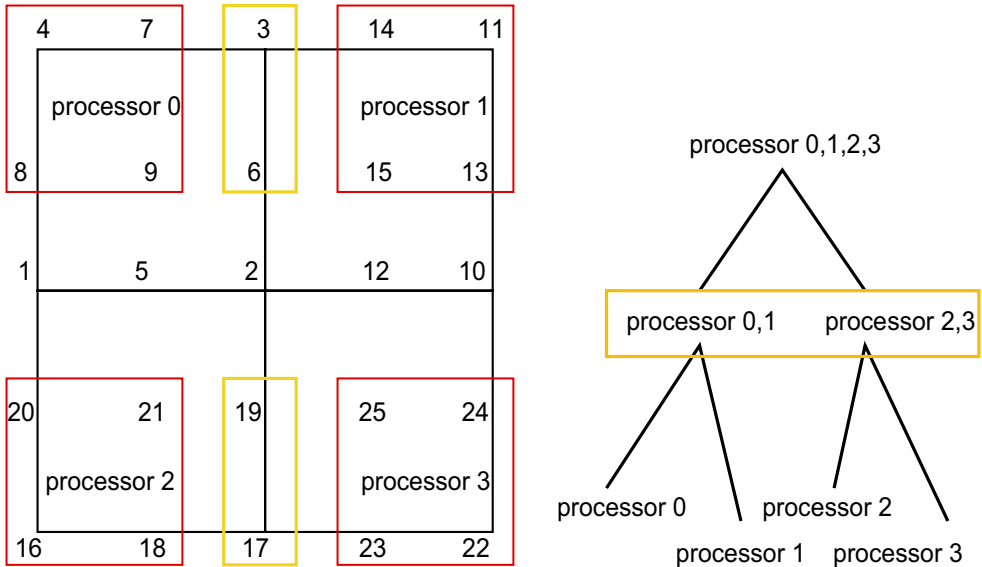 4 7 3 14 11
processor 0 processor 1
8 9 6 15 13
1 5 2 12 10
20 21 19 25 24
processor 2 processor 3
16 18 17 23 22
processor 0,1,2,3
processor 0,1 processor 2,3
processor 0 processor 2
processor 1 processor 3